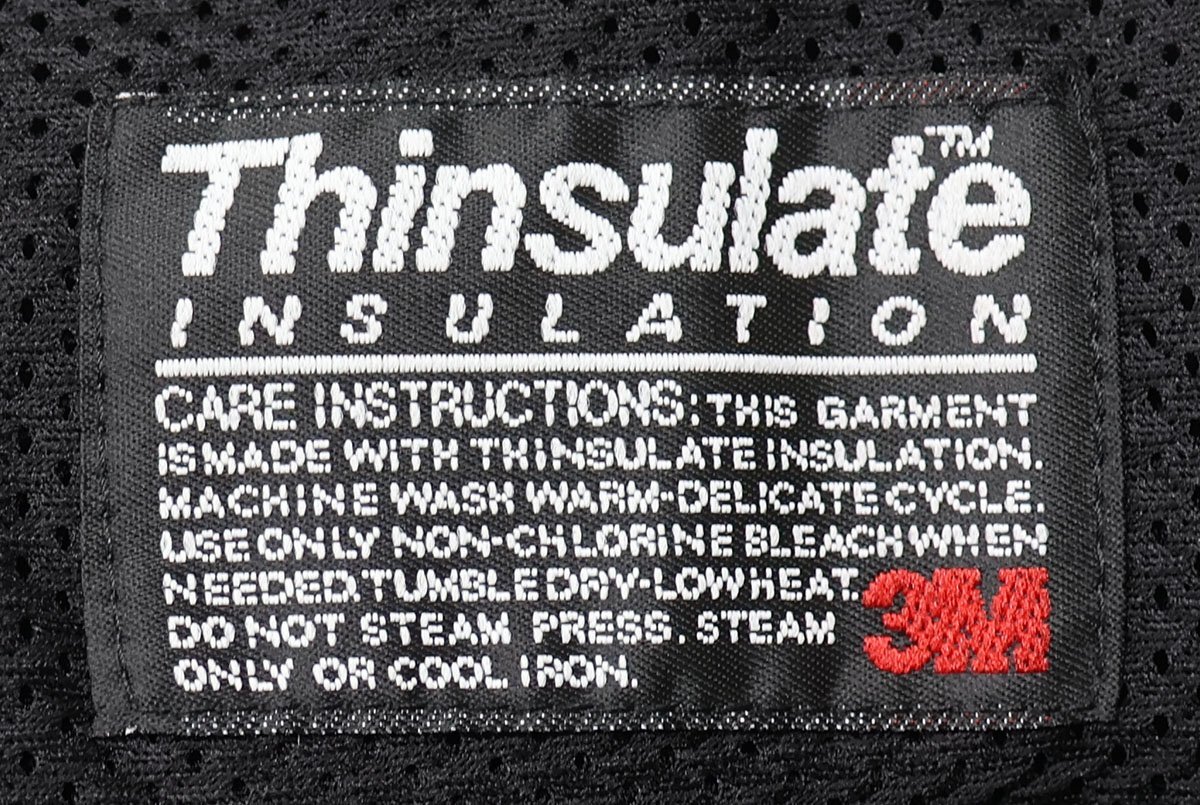 Thinsulate™
INSULATION
CARE INSTRUCTIONS: THIS GARMENT
IS MADE WITH THINSULATE INSULATION.
MACHINE WASH WARM-DELICATE CYCLE.
USE ONLY NON-CHLORINE BLEACH WHEN
NEEDED. TUMBLE DRY-LOW HEAT.
DO NOT STEAM PRESS. STEAM
ONLY OR COOL IRON.
3M